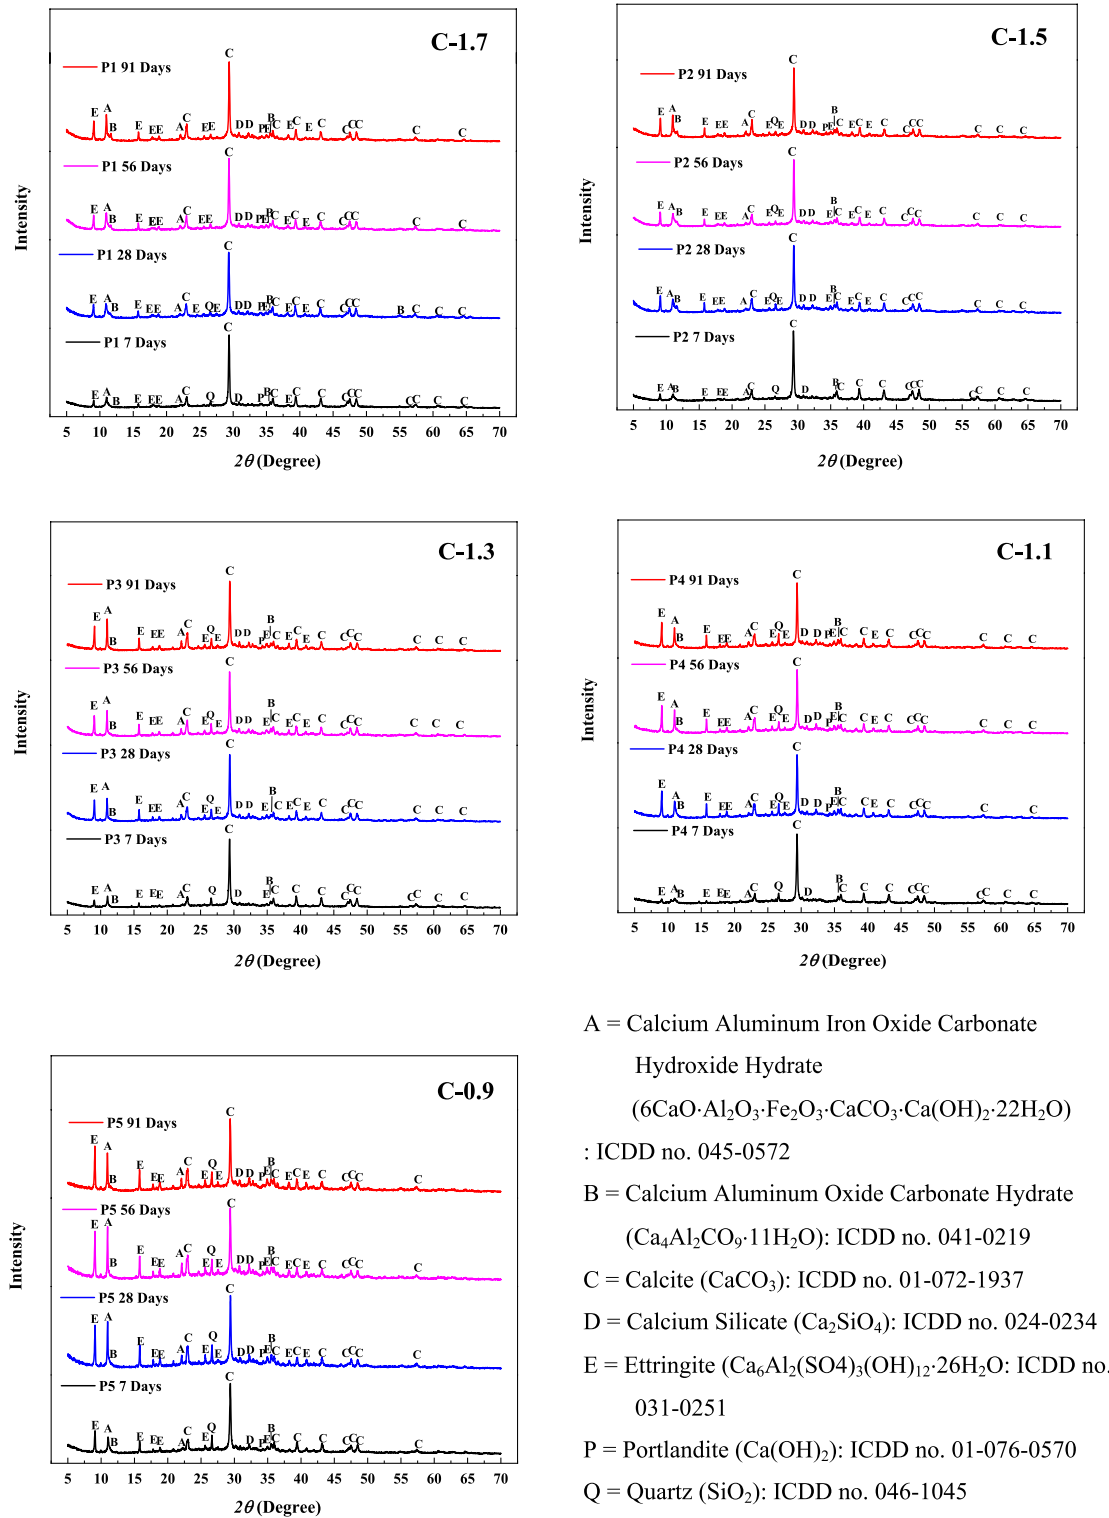 C-1.7
P1 91 Days
P1 56 Days
P1 28 Days
P1 7 Days
Intensity
5 10 15 20 25 30 35 40 45 50 55 60 65 70
2θ (Degree)
C-1.5
P2 91 Days
P2 56 Days
P2 28 Days
P2 7 Days
Intensity
5 10 15 20 25 30 35 40 45 50 55 60 65 70
2θ (Degree)
C-1.3
P3 91 Days
P3 56 Days
P3 28 Days
P3 7 Days
Intensity
5 10 15 20 25 30 35 40 45 50 55 60 65 70
2θ (Degree)
C-1.1
P4 91 Days
P4 56 Days
P4 28 Days
P4 7 Days
Intensity
5 10 15 20 25 30 35 40 45 50 55 60 65 70
2θ (Degree)
C-0.9
P5 91 Days
P5 56 Days
P5 28 Days
P5 7 Days
Intensity
5 10 15 20 25 30 35 40 45 50 55 60 65 70
2θ (Degree)
A = Calcium Aluminum Iron Oxide Carbonate
Hydroxide Hydrate
(6CaO·Al₂O₃·Fe₂O₃·CaCO₃·Ca(OH)₂·22H₂O)
: ICDD no. 045-0572
B = Calcium Aluminum Oxide Carbonate Hydrate
(Ca₄Al₂CO₉·11H₂O): ICDD no. 041-0219
C = Calcite (CaCO₃): ICDD no. 01-072-1937
D = Calcium Silicate (Ca₂SiO₄): ICDD no. 024-0234
E = Ettringite (Ca₆Al₂(SO4)₃(OH)₁₂·26H₂O: ICDD no.
031-0251
P = Portlandite (Ca(OH)₂): ICDD no. 01-076-0570
Q = Quartz (SiO₂): ICDD no. 046-1045